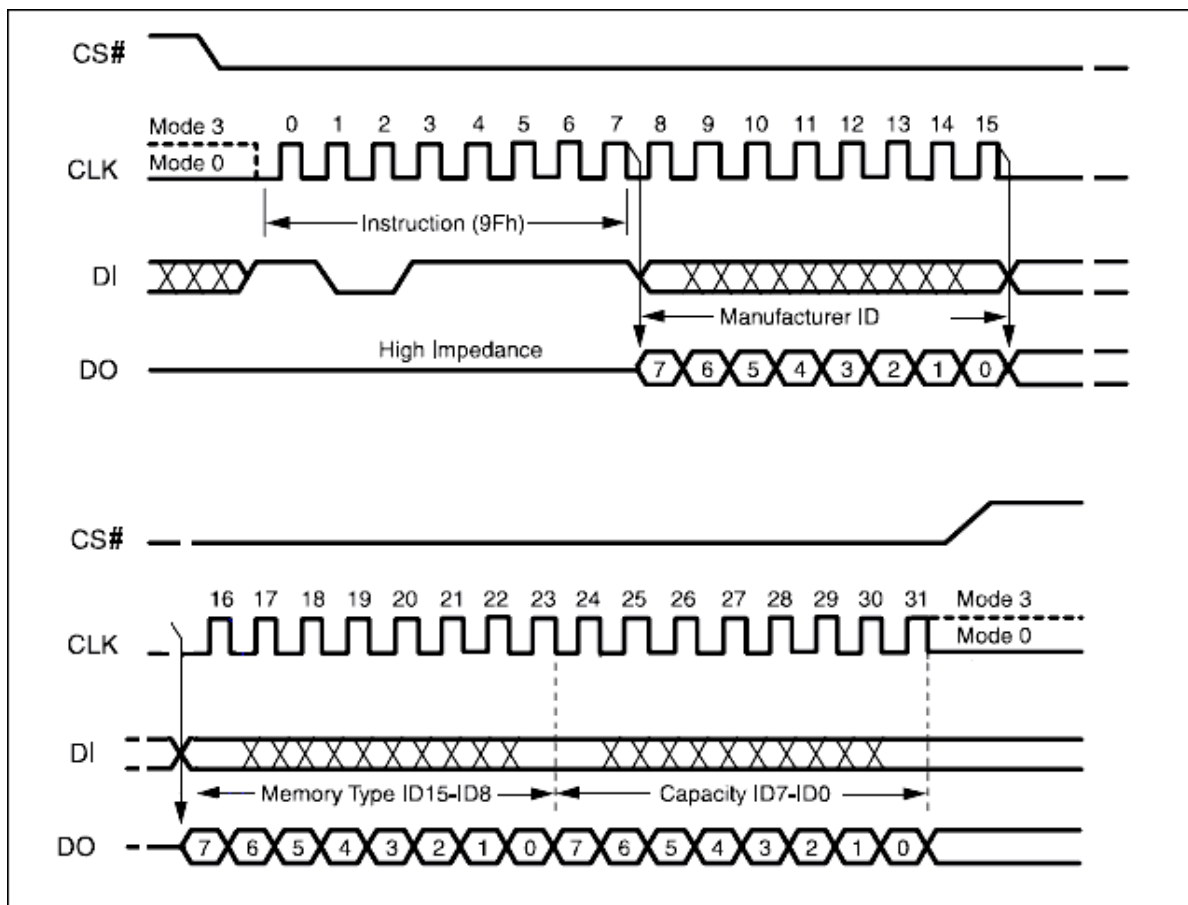 CS#
Mode 3
0 1 2 3 4 5 6 7 8 9 10 11 12 13 14 15
Mode 0
CLK
Instruction (9Fh)
DI
Manufacturer ID
High Impedance
DO
7 6 5 4 3 2 1 0
CS#
16 17 18 19 20 21 22 23 24 25 26 27 28 29 30 31
Mode 3
CLK
Mode 0
DI
Memory Type ID15-ID8
Capacity ID7-ID0
DO
7 6 5 4 3 2 1 0 7 6 5 4 3 2 1 0